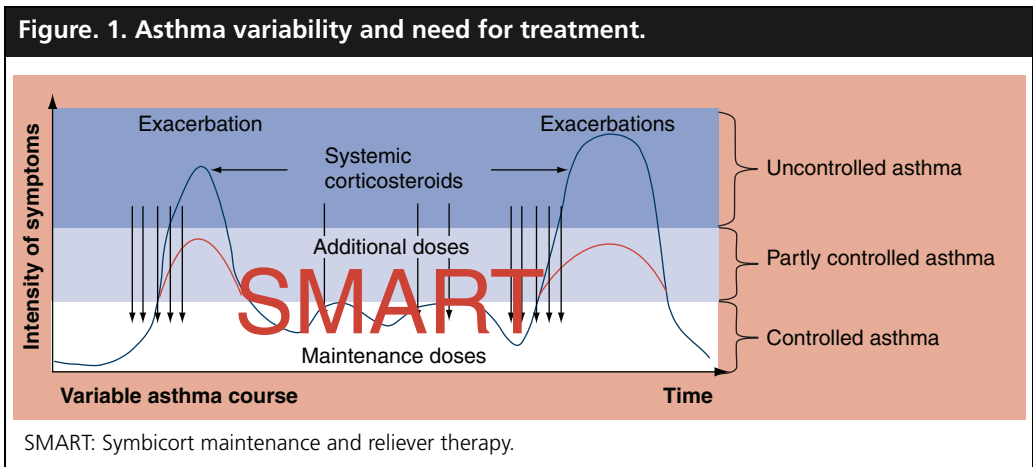 Figure. 1. Asthma variability and need for treatment.
Intensity of symptoms
Exacerbation
Exacerbations
Systemic
corticosteroids
Additional doses
SMART
Maintenance doses
Uncontrolled asthma
Partly controlled asthma
Controlled asthma
Variable asthma course
Time
SMART: Symbicort maintenance and reliever therapy.